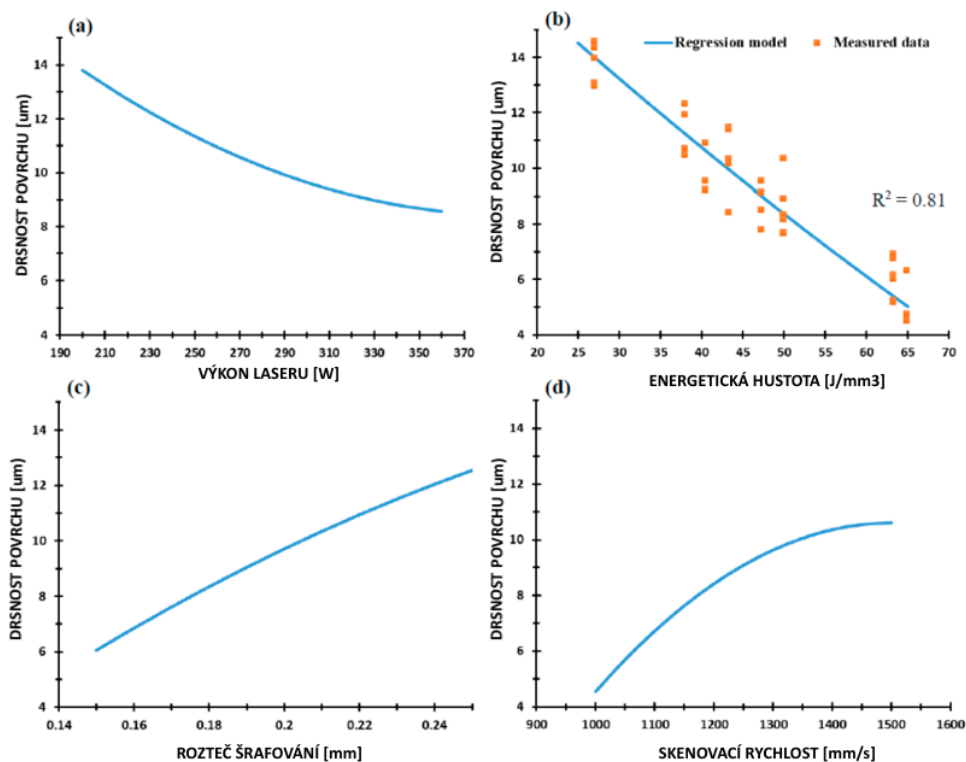 (a)
DRSNOST POVRCHU [um]
14
12
10
8
6
4
190 210 230 250 270 290 310 330 350 370
VÝKON LASERU [W]
(b)
Regression model Measured data
DRSNOST POVRCHU [um]
14
12
10
8
6
4
R² = 0.81
20 25 30 35 40 45 50 55 60 65 70
ENERGETICKÁ HUSTOTA [J/mm3]
(c)
DRSNOST POVRCHU [um]
14
12
10
8
6
4
0.14 0.16 0.18 0.2 0.22 0.24
ROZTEČ ŠRAFOVÁNÍ [mm]
(d)
DRSNOST POVRCHU [um]
14
12
10
8
6
4
900 1000 1100 1200 1300 1400 1500 1600
SKENOVACÍ RYCHLOST [mm/s]